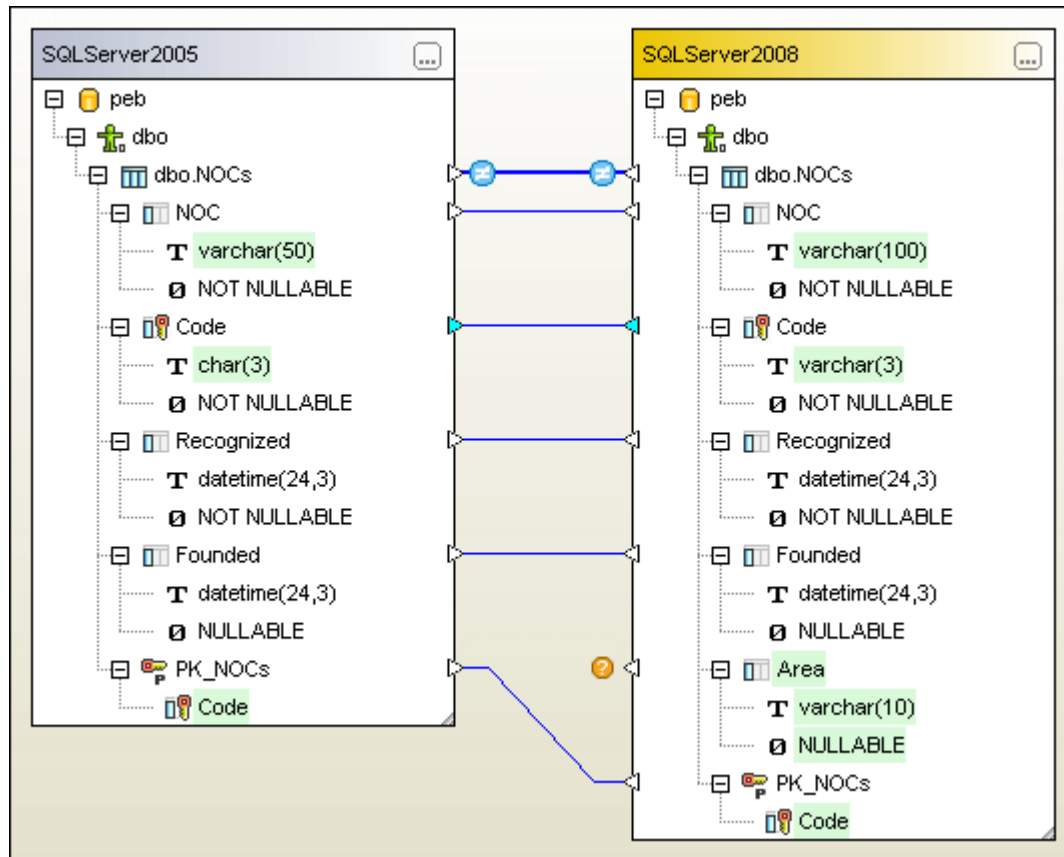 SQLServer2005
...
peb
dbo
dbo.NOCs
NOC
T varchar(50)
NOT NULLABLE
Code
T char(3)
NOT NULLABLE
Recognized
T datetime(24,3)
NOT NULLABLE
Founded
T datetime(24,3)
NULLABLE
P PK_NOCs
Code
≠ ≠
?
SQLServer2008
...
peb
dbo
dbo.NOCs
NOC
T varchar(100)
NOT NULLABLE
Code
T varchar(3)
NOT NULLABLE
Recognized
T datetime(24,3)
NOT NULLABLE
Founded
T datetime(24,3)
NULLABLE
Area
T varchar(10)
NULLABLE
P PK_NOCs
Code